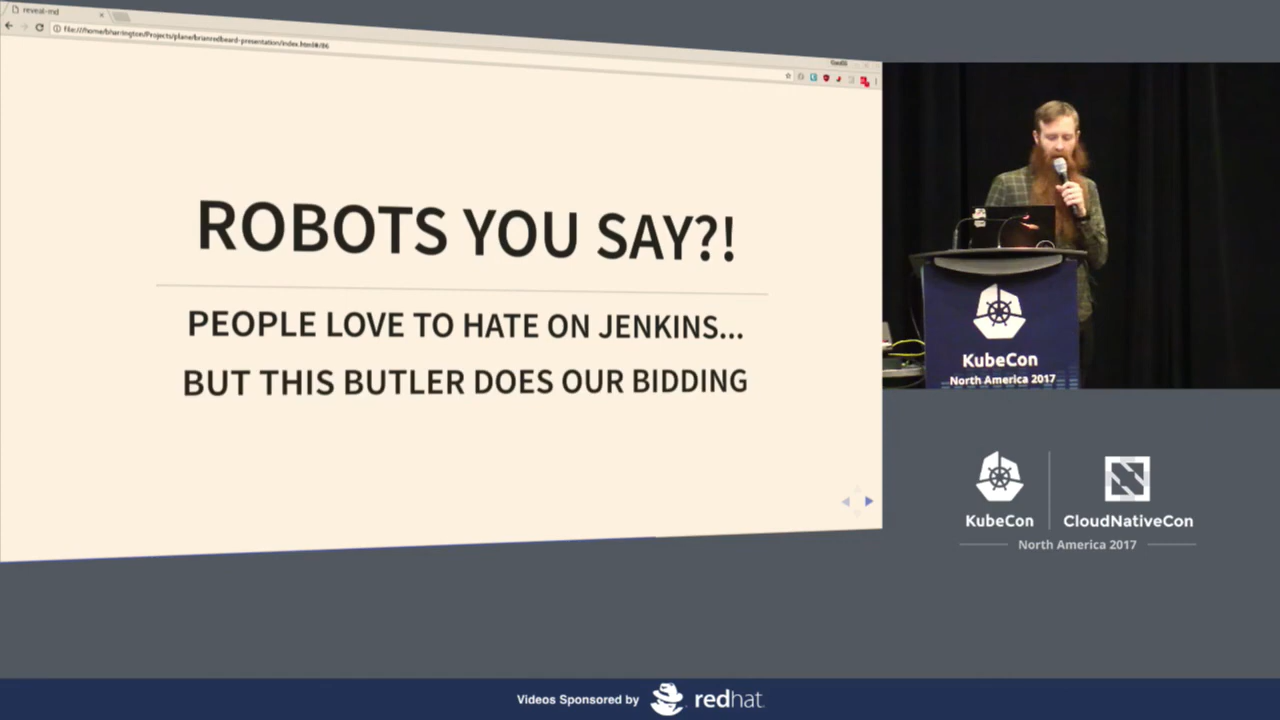 reveal-md
file:///home/bharrington/Projects/plane/brianredbeard-presentation/index.html#/86
ROBOTS YOU SAY?!
PEOPLE LOVE TO HATE ON JENKINS...
BUT THIS BUTLER DOES OUR BIDDING
KubeCon
North America 2017
KubeCon
CloudNativeCon
North America 2017
Videos Sponsored by
redhat